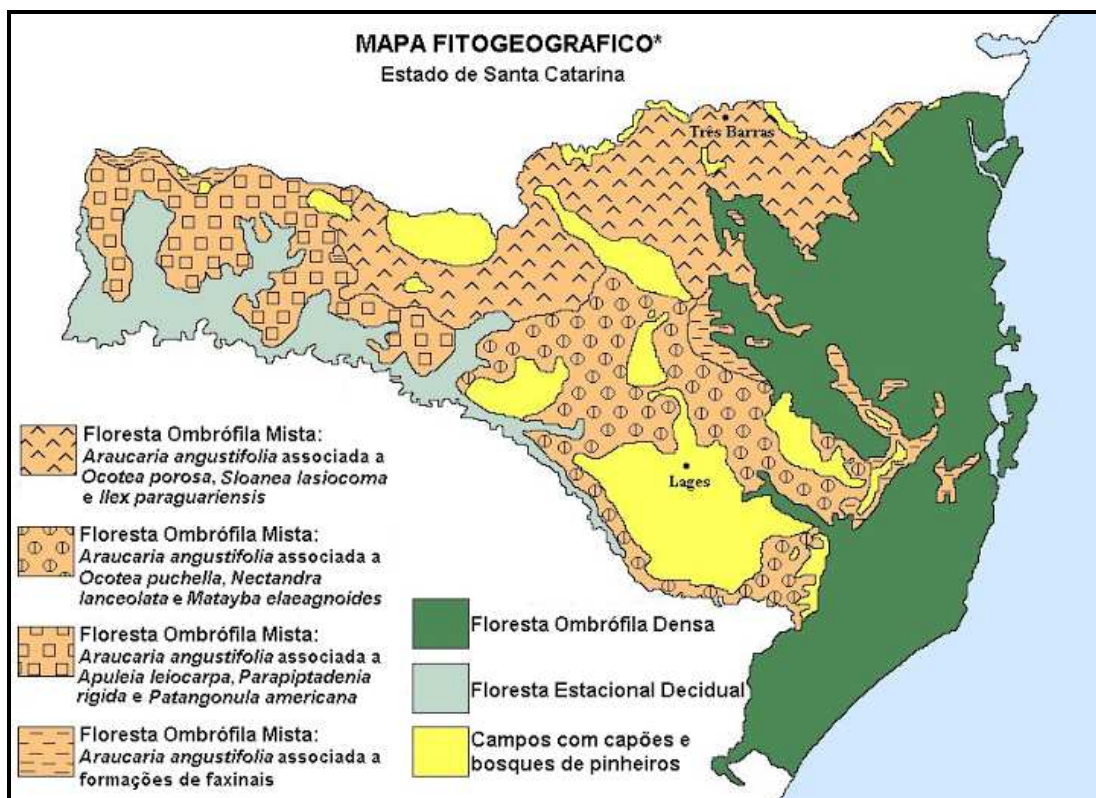 MAPA FITOGEOGRAFICO*
Estado de Santa Catarina
Três Barras
Lages
Floresta Ombrófila Mista:
Araucaria angustifolia associada a
Ocotea porosa, Sloanea lasiocoma
e Ilex paraguariensis
Floresta Ombrófila Mista:
Araucaria angustifolia associada a
Ocotea puchella, Nectandra
lanceolata e Matayba elaeagnoides
Floresta Ombrófila Mista:
Araucaria angustifolia associada a
Apuleia leiocarpa, Parapiptadenia
rigida e Patangonula americana
Floresta Ombrófila Mista:
Araucaria angustifolia associada a
formações de faxinais
Floresta Ombrófila Densa
Floresta Estacional Decidual
Campos com capões e
bosques de pinheiros